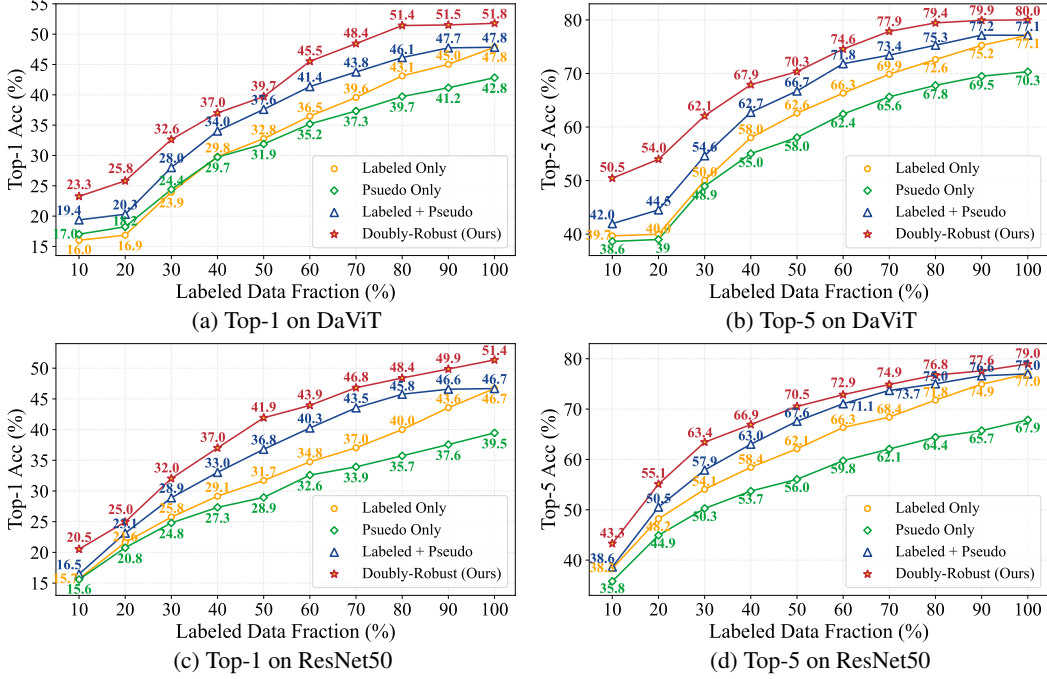 55
50
45
40
35
30
25
20
15
Top-1 Acc (%)
23.3 25.8 32.6 37.0 39.7 45.5 48.4 51.4 51.5 51.8
19.4 20.3 28.0 34.0 37.6 41.4 43.8 46.1 47.7 47.8
16.0 16.9 23.9 29.8 32.8 36.5 39.6 43.1 45.0 47.8
17.0 18.2 24.4 29.7 31.9 35.2 37.3 39.7 41.2 42.8
Labeled Only
Psuedo Only
Labeled + Pseudo
Doubly-Robust (Ours)
10 20 30 40 50 60 70 80 90 100
Labeled Data Fraction (%)
(a) Top-1 on DaViT
80
70
60
50
40
Top-5 Acc (%)
50.5 54.0 62.1 67.9 70.3 74.6 77.9 79.4 79.9 80.0
42.0 44.5 54.6 62.7 66.7 71.8 73.4 75.3 77.2 77.1
39.7 50.0 58.0 62.6 66.3 69.9 72.6 75.2 77.1
38.6 39 48.9 55.0 58.0 62.4 65.6 67.8 69.5 70.3
Labeled Only
Psuedo Only
Labeled + Pseudo
Doubly-Robust (Ours)
10 20 30 40 50 60 70 80 90 100
Labeled Data Fraction (%)
(b) Top-5 on DaViT
50
45
40
35
30
25
20
15
Top-1 Acc (%)
20.5 25.0 32.0 37.0 41.9 43.9 46.8 48.4 49.9 51.4
16.5 23.1 28.9 33.0 36.8 40.3 43.5 45.8 46.6 46.7
15.7 25.8 29.1 31.7 34.8 37.0 40.0 43.6 46.7
15.6 20.8 24.8 27.3 28.9 32.6 33.9 35.7 37.6 39.5
Labeled Only
Psuedo Only
Labeled + Pseudo
Doubly-Robust (Ours)
10 20 30 40 50 60 70 80 90 100
Labeled Data Fraction (%)
(c) Top-1 on ResNet50
80
70
60
50
40
Top-5 Acc (%)
43.3 55.1 63.4 66.9 70.5 72.9 74.9 76.8 77.6 79.0
38.6 50.5 57.9 63.0 67.6 71.1 73.7 75.0 76.6 77.0
48.2 54.1 58.4 62.1 66.3 68.4 71.8 74.9 77.0
35.8 44.9 50.3 53.7 56.0 59.8 62.1 64.4 65.7 67.9
Labeled Only
Psuedo Only
Labeled + Pseudo
Doubly-Robust (Ours)
10 20 30 40 50 60 70 80 90 100
Labeled Data Fraction (%)
(d) Top-5 on ResNet50